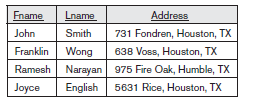 Fname Lname Address
John Smith 731 Fondren, Houston, TX
Franklin Wong 638 Voss, Houston, TX
Ramesh Narayan 975 Fire Oak, Humble, TX
Joyce English 5631 Rice, Houston, TX